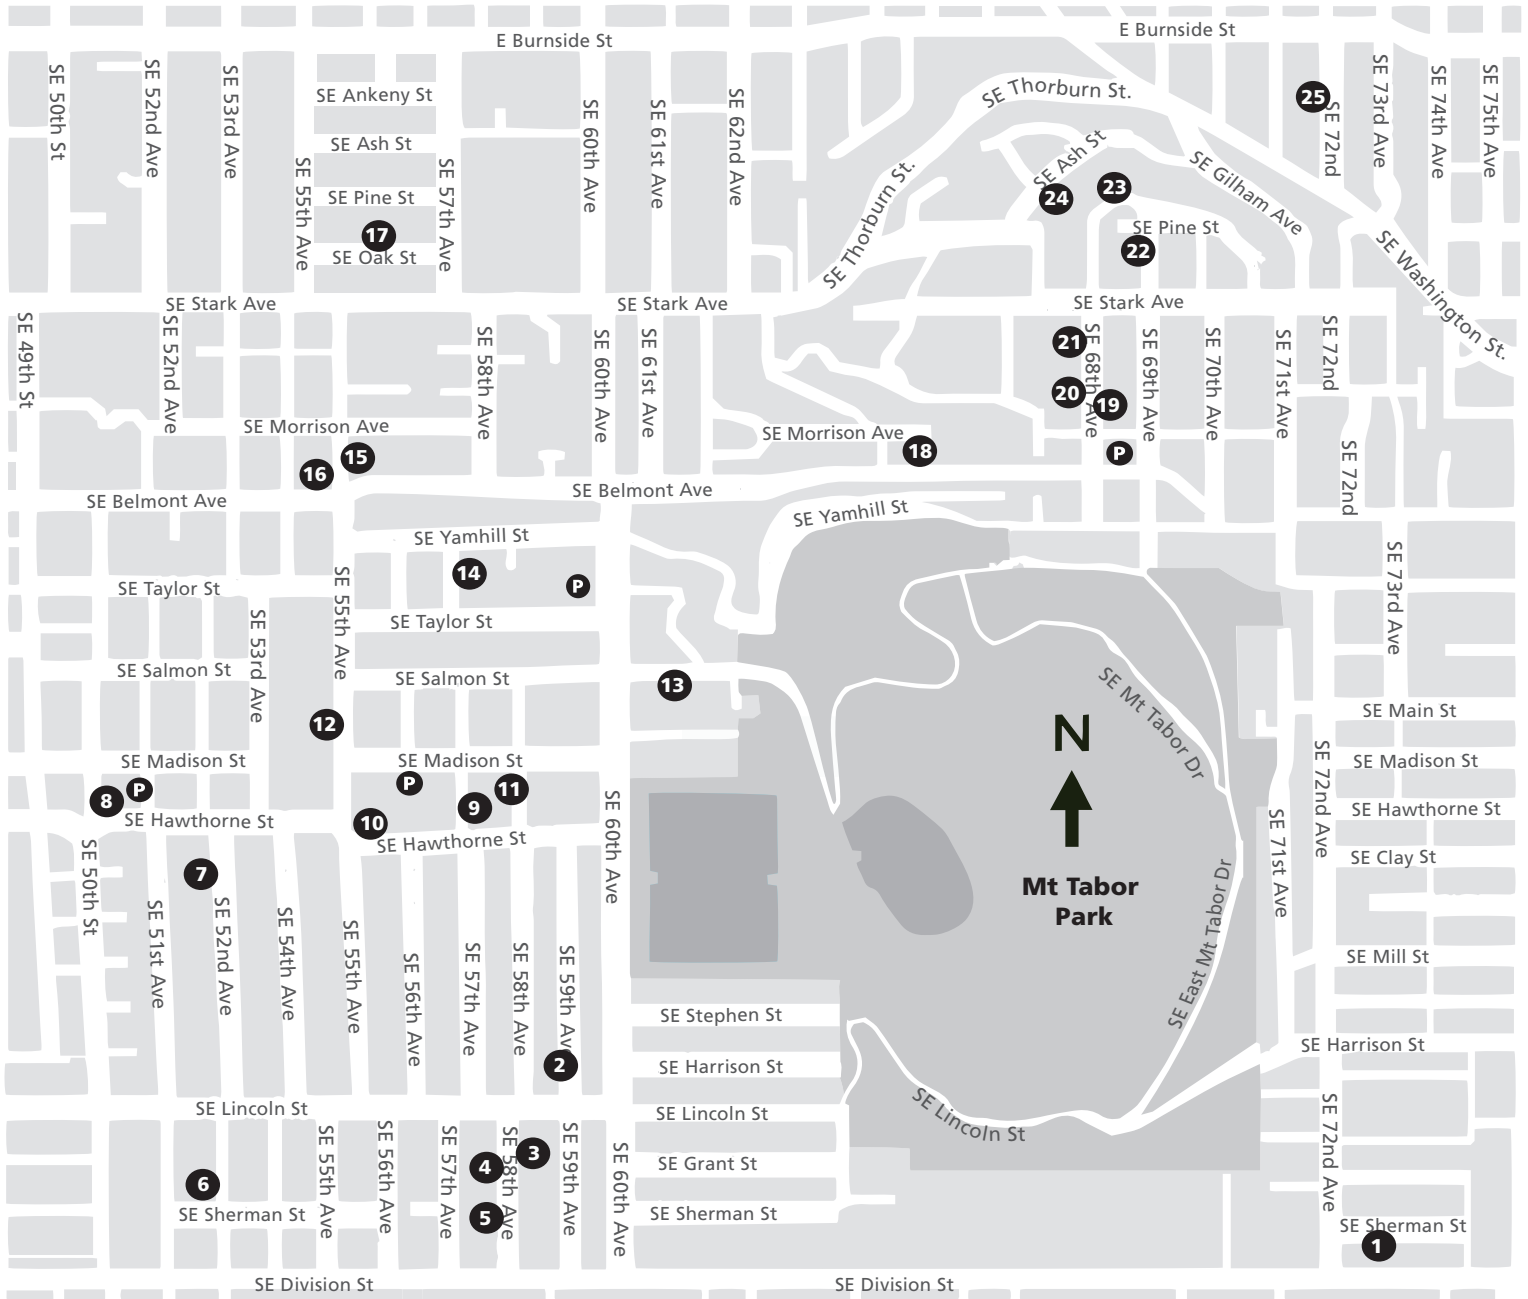 E Burnside St
E Burnside St
SE 50th St
SE 52nd Ave
SE 53rd Ave
SE Ankeny St
SE Ash St
SE 55th Ave
SE Pine St
17
SE Oak St
SE 57th Ave
SE 60th Ave
SE 61st Ave
SE 62nd Ave
SE Thorburn St.
SE Thorburn St.
SE Ash St
24
23
SE Gilham Ave
SE Pine St
22
25
SE 72nd
SE 73rd Ave
SE 74th Ave
SE 75th Ave
SE Washington St.
SE Stark Ave
SE Stark Ave
SE Stark Ave
SE 49th St
SE 52nd Ave
SE 58th Ave
SE 60th Ave
SE 61st Ave
21
SE 68th Ave
20
19
SE 69th Ave
SE 70th Ave
SE 71st Ave
SE 72nd
SE Morrison Ave
SE Morrison Ave
16
15
18
P
SE 72nd
SE Belmont Ave
SE Belmont Ave
SE Yamhill St
SE Yamhill St
14
P
SE Taylor St
SE 55th Ave
SE Taylor St
SE 53rd Ave
SE 73rd Ave
SE Salmon St
SE Salmon St
13
12
SE Mt Tabor Dr
N
SE Main St
SE Madison St
SE Madison St
SE Madison St
8
P
P
9
11
10
SE Hawthorne St
SE Hawthorne St
SE Hawthorne St
SE 60th Ave
SE 72nd Ave
SE 71st Ave
SE Clay St
Mt Tabor
Park
SE East Mt Tabor Dr
7
SE 50th St
SE 51st Ave
SE 52nd Ave
SE 54th Ave
SE 55th Ave
SE 56th Ave
SE 57th Ave
SE 58th Ave
SE 59th Ave
2
SE Mill St
SE Stephen St
SE Harrison St
SE Harrison St
SE Lincoln St
SE Lincoln St
SE Lincoln St
SE 55th Ave
SE 56th Ave
SE 57th Ave
4
SE 58th Ave
3
SE 59th Ave
SE 60th Ave
5
6
SE Grant St
SE 72nd Ave
SE Sherman St
SE Sherman St
SE Sherman St
1
SE Division St
SE Division St